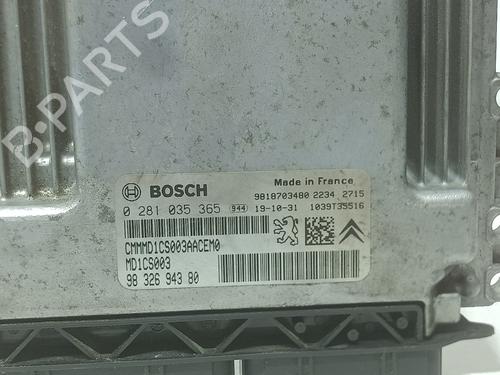 B-PARTS
BOSCH
Made in France
9818703480 2234 2715
0 281 035 365 944 19-10-31 1039T35516
CMMMD1CS003AACEM0
MD1CS003
98 326 943 80